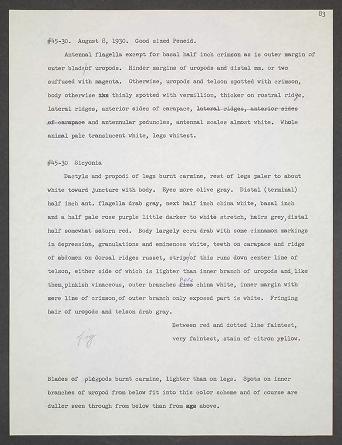 83
#45-30. August 8, 1930. Good sized Peneid.
Antennal flagella except for basal half inch crimson as is outer margin of
outer blade of uropods. Hinder margins of uropods and distal mm. or two
suffused with magenta. Otherwise, uropods and telson spotted with crimson,
body otherwise thinly spotted with vermillion, thicker on rostral ridge,
lateral ridges, anterior sides of carapace, lateral ridges, anterior sides
of carapace and antennular peduncles, antennal scales almost white. Whole
animal pale translucent white, legs whitest.
#45-30 Sicyonia
Dactyls and propodi of legs burnt carmine, rest of legs paler to about
white toward juncture with body. Eyes more olive gray. Distal (terminal)
half inch ant. flagella drab gray, next half inch china white, basal inch
and a half pale rose purple little darker to white stretch, hairs grey, distal
half somewhat saturn red. Body largely ecru drab with some cinnamon markings
in depression, granulations and eminences white, teeth on carapace and ridge
of abdomen on dorsal ridges russet, strip of this runs down center line of
telson, either side of which is lighter than inner branch of uropods and, like
them, pinkish vinaceous, outer branches china white, inner margin with
mere line of crimson, of outer branch only exposed part is white. Fringing
hair of uropods and telson drab gray.
Between red and dotted line faintest,
very faintest, stain of citron yellow.
fig
Blades of pleopods burnt carmine, lighter than on legs. Spots on inner
branches of uropod from below fit into this color scheme and of course are
duller seen through from below than from above.